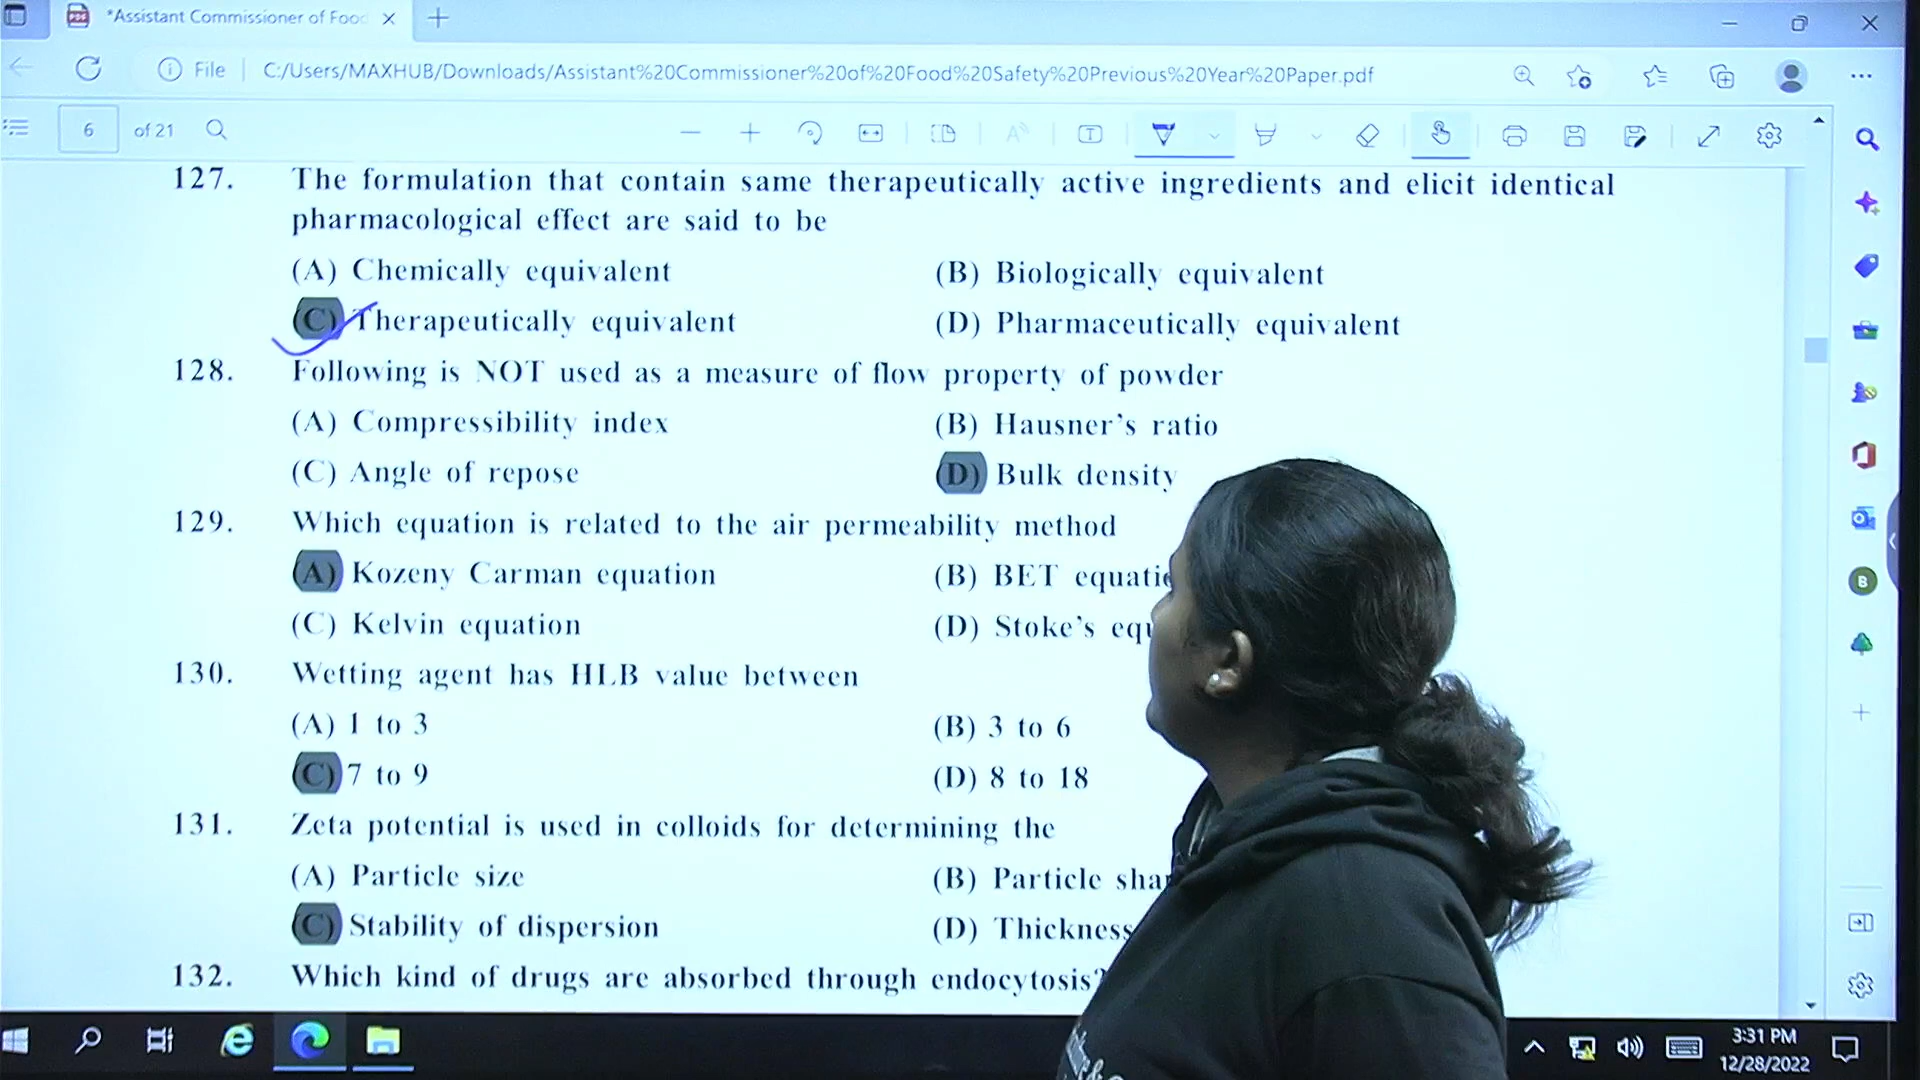 *Assistant Commissioner of Food
File
C:/Users/MAXHUB/Downloads/Assistant%20Commissioner%20of%20Food%20Safety%20Previous%20Year%20Paper.pdf
6 of 21
127. The formulation that contain same therapeutically active ingredients and elicit identical
pharmacological effect are said to be
(A) Chemically equivalent (B) Biologically equivalent
(C) Therapeutically equivalent (D) Pharmaceutically equivalent
128. Following is NOT used as a measure of flow property of powder
(A) Compressibility index (B) Hausner's ratio
(C) Angle of repose (D) Bulk density
129. Which equation is related to the air permeability method
(A) Kozeny Carman equation (B) BET
(C) Kelvin equation (D) Stoke's
130. Wetting agent has HLB value between
(A) 1 to 3 (B) 3 to 6
(C) 7 to 9 (D) 8 to 18
131. Zeta potential is used in colloids for determining the
(A) Particle size (B) Particle
(C) Stability of dispersion (D) Thickness
132. Which kind of drugs are absorbed through endocytosis?
3:31 PM
12/28/2022